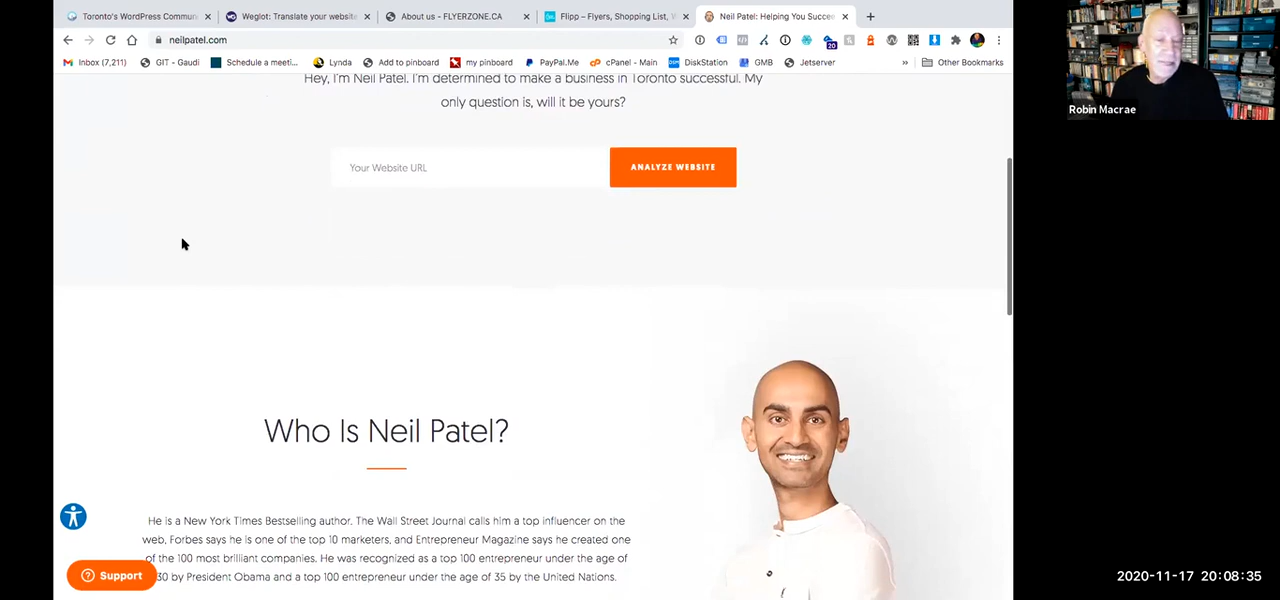 Toronto's WordPress Commun
Weglot: Translate your website
About us - FLYERZONE.CA
Flipp – Flyers, Shopping List, W
Neil Patel: Helping You Succee
neilpatel.com
20
Inbox (7,211)
GIT - Gaudi
Schedule a meeti...
Lynda
Add to pinboard
my pinboard
PayPal.Me
cPanel - Main
DiskStation
GMB
Jetserver
»
Other Bookmarks
Robin Macrae
Hey, I'm Neil Patel. I'm determined to make a business in Toronto successful. My
only question is, will it be yours?
Your Website URL
ANALYZE WEBSITE
Who Is Neil Patel?
He is a New York Times Bestselling author. The Wall Street Journal calls him a top influencer on the
web, Forbes says he is one of the top 10 marketers, and Entrepreneur Magazine says he created one
of the 100 most brilliant companies. He was recognized as a top 100 entrepreneur under the age of
30 by President Obama and a top 100 entrepreneur under the age of 35 by the United Nations.
Support
2020-11-17 20:08:35